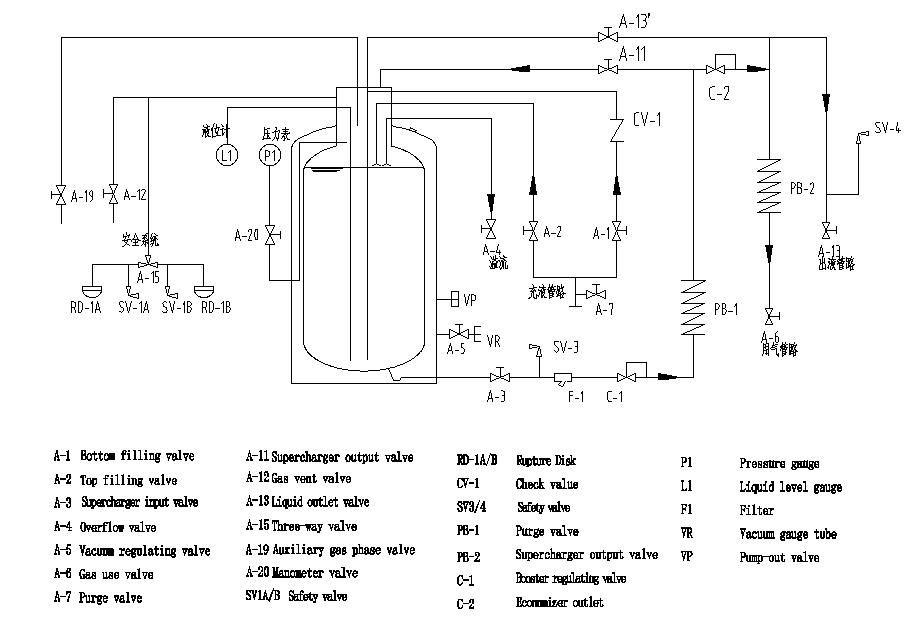 A-13'
A-11
C-2
CV-1
SV-4
液位计
L1
压力表
P1
PB-2
A-19
A-12
A-20
A-4
溢流
A-2
A-1
A-13
出液管路
安全系统
A-15
RD-1A
SV-1A
SV-1B
RD-1B
VP
充液管路
A-7
PB-1
A-6
用气管路
A-5
VR
SV-3
A-3
F-1
C-1
A-1 Bottom filling valve
A-2 Top filling valve
A-3 Supercharger input valve
A-4 Overflow valve
A-5 Vacuum regulating valve
A-6 Gas use valve
A-7 Purge valve
A-11 Supercharger output valve
A-12 Gas vent valve
A-13 Liquid outlet valve
A-15 Three-way valve
A-19 Auxiliary gas phase valve
A-20 Manometer valve
SV1A/B Safety valve
RD-1A/B Rupture Disk
CV-1 Check value
SV3/4 Safety valve
PB-1 Purge valve
PB-2 Supercharger output valve
C-1 Booster regulating valve
C-2 Economizer outlet
P1 Pressure gauge
L1 Liquid level gauge
F1 Filter
VR Vacuum gauge tube
VP Pump-out valve